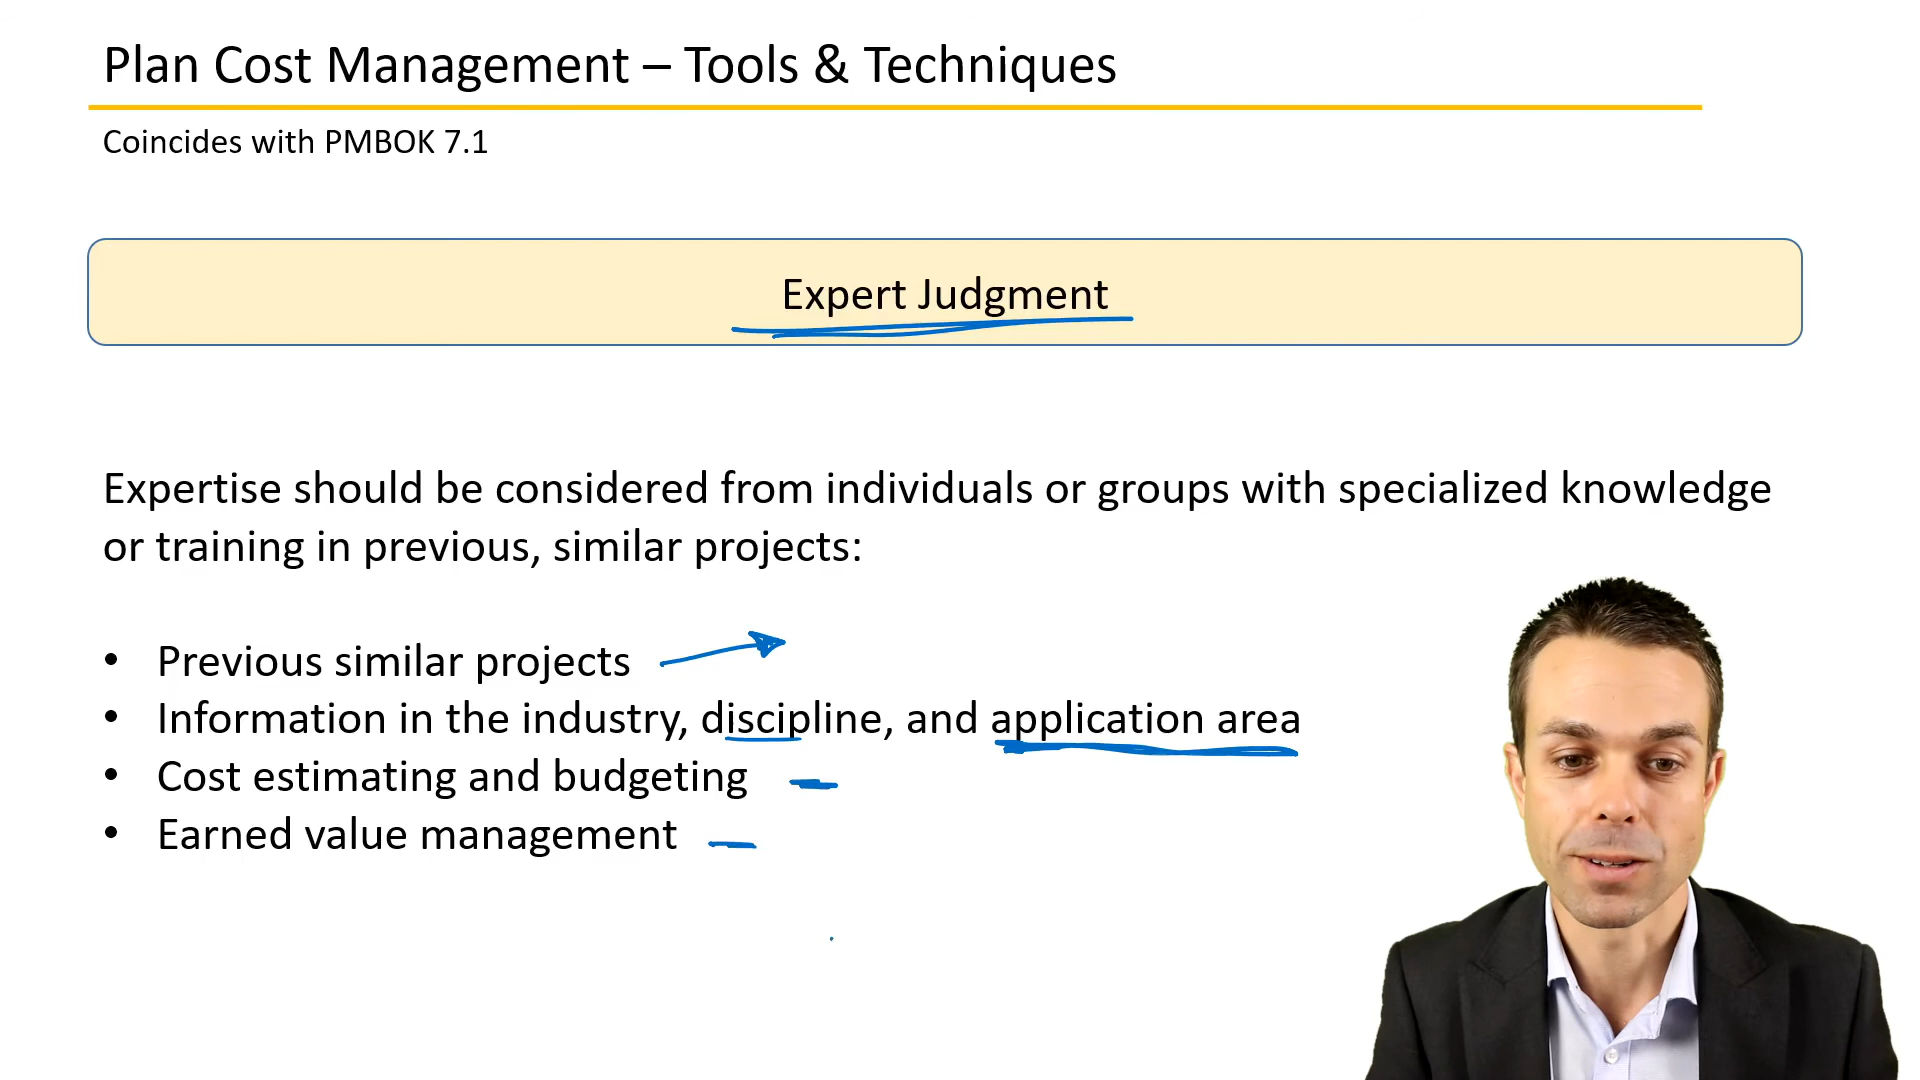 Plan Cost Management – Tools & Techniques
Coincides with PMBOK 7.1
Expert Judgment
Expertise should be considered from individuals or groups with specialized knowledge
or training in previous, similar projects:
• Previous similar projects
• Information in the industry, discipline, and application area
• Cost estimating and budgeting
• Earned value management